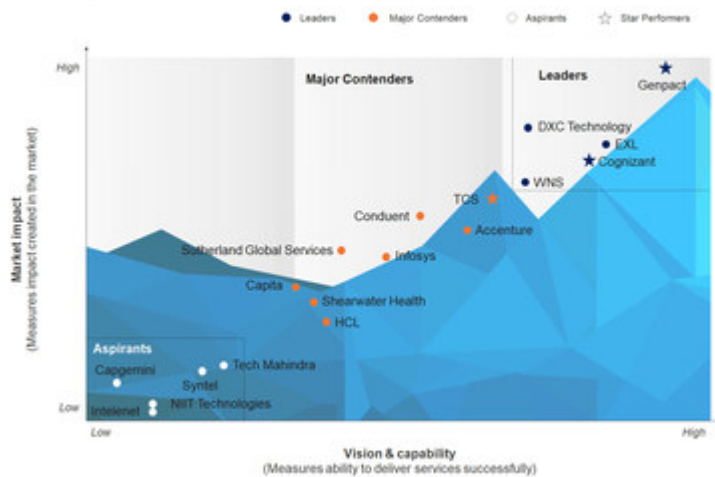 Leaders Major Contenders Aspirants Star Performers
High
Major Contenders
Leaders
Genpact
DXC Technology
EXL
Cognizant
WNS
TCS
Conduent
Accenture
Sutherland Global Services
Infosys
Capita
Shearwater Health
HCL
Aspirants
Tech Mahindra
Capgemini
Syntel
NIIT Technologies
Intelenet
Market impact
(Measures impact created in the market)
Low
Low
High
Vision & capability
(Measures ability to deliver services successfully)